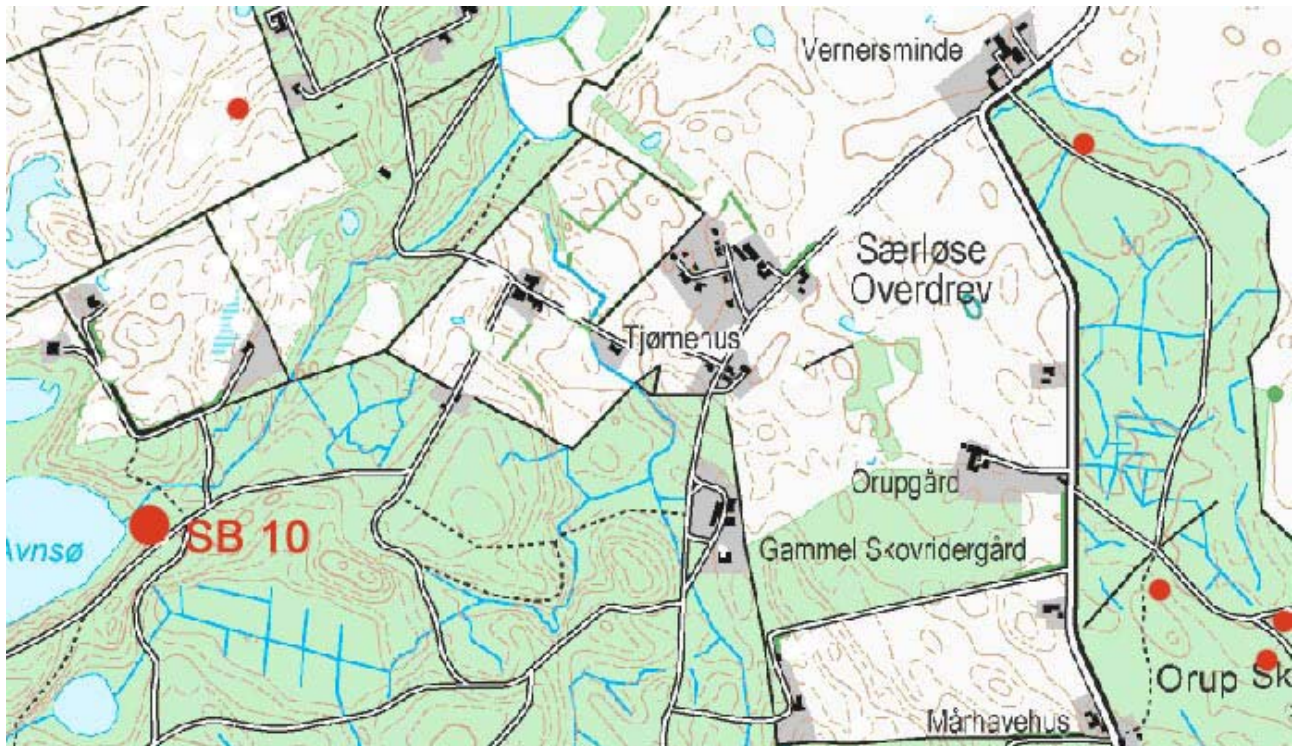 Vernersminde
50
Særløse
Overdrev
Tjørnehus
Orupgård
SB 10
Avnsø
Gammel Skovridergård
Orup Sk
Mårhavehus